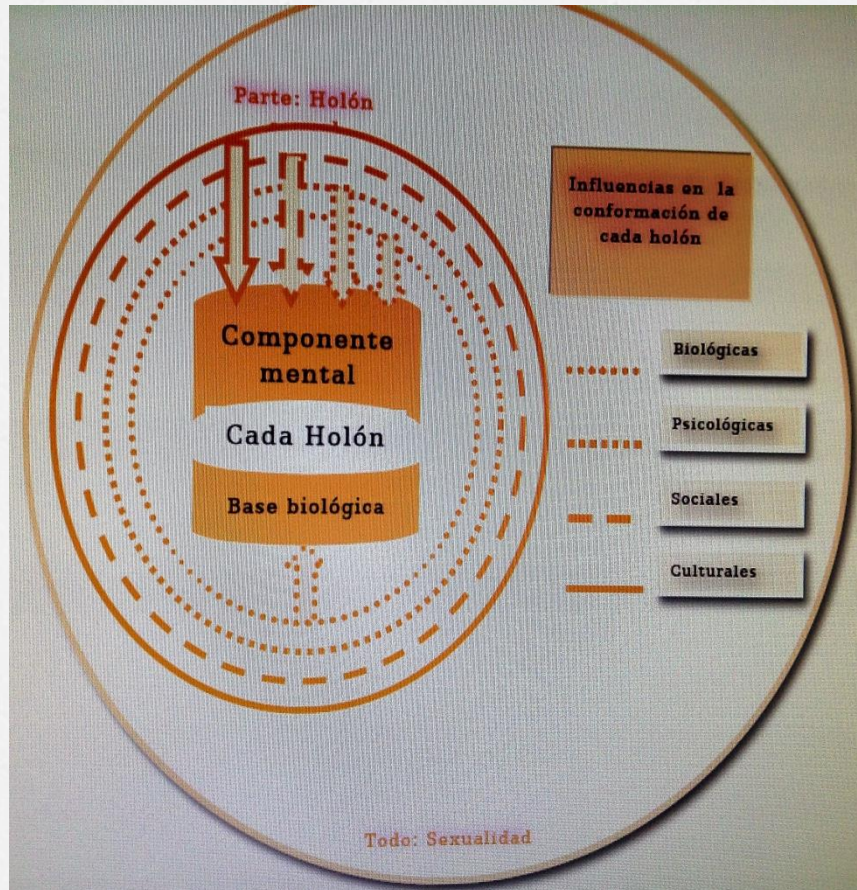 Parte: Holón
Influencias en la
conformación de
cada holón
Componente
mental
Cada Holón
Base biológica
Biológicas
Psicológicas
Sociales
Culturales
Todo: Sexualidad